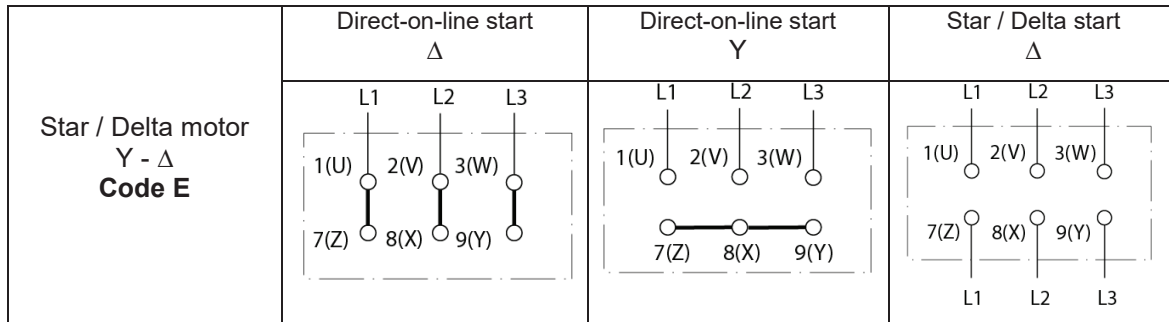 Star / Delta motor
Y - Δ
Code E
Direct-on-line start
Δ
L1 L2 L3
1(U) 2(V) 3(W)
7(Z) 8(X) 9(Y)
Direct-on-line start
Y
L1 L2 L3
1(U) 2(V) 3(W)
7(Z) 8(X) 9(Y)
Star / Delta start
Δ
L1 L2 L3
1(U) 2(V) 3(W)
7(Z) 8(X) 9(Y)
L1 L2 L3